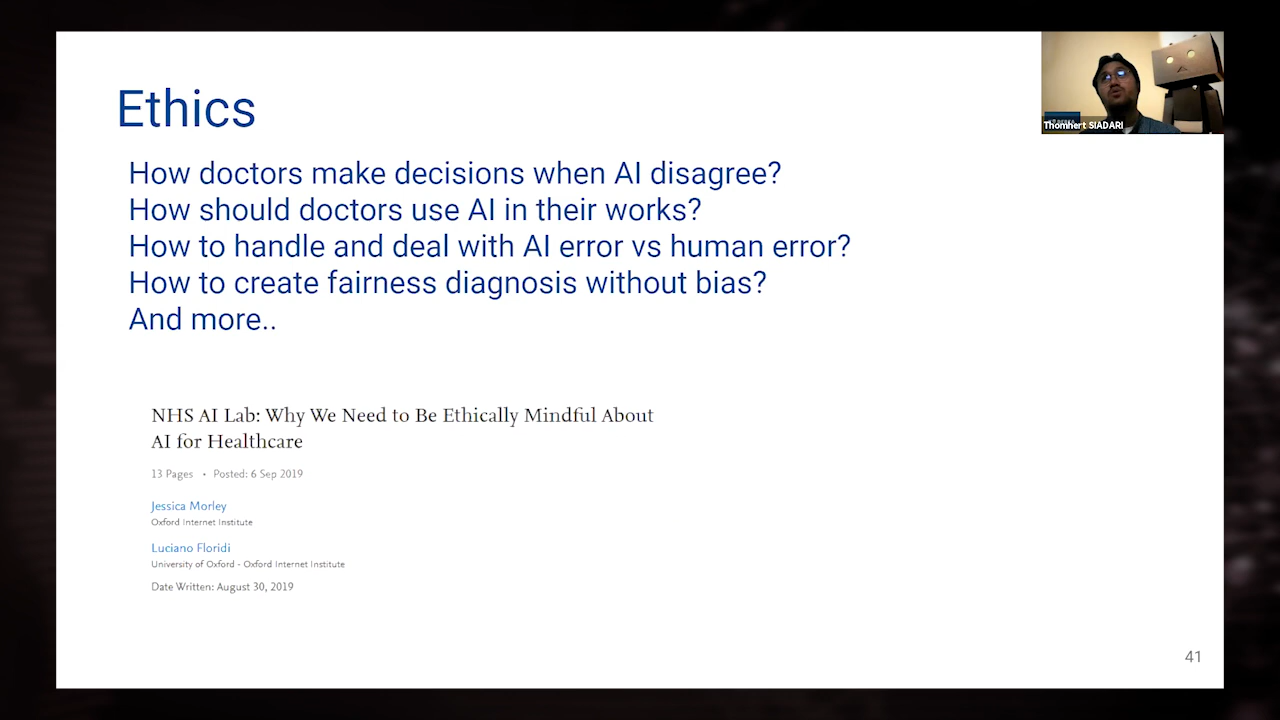 Ethics
How doctors make decisions when AI disagree?
How should doctors use AI in their works?
How to handle and deal with AI error vs human error?
How to create fairness diagnosis without bias?
And more..
NHS AI Lab: Why We Need to Be Ethically Mindful About
AI for Healthcare
13 Pages • Posted: 6 Sep 2019
Jessica Morley
Oxford Internet Institute
Luciano Floridi
University of Oxford - Oxford Internet Institute
Date Written: August 30, 2019
41
Thomhert SIADARI